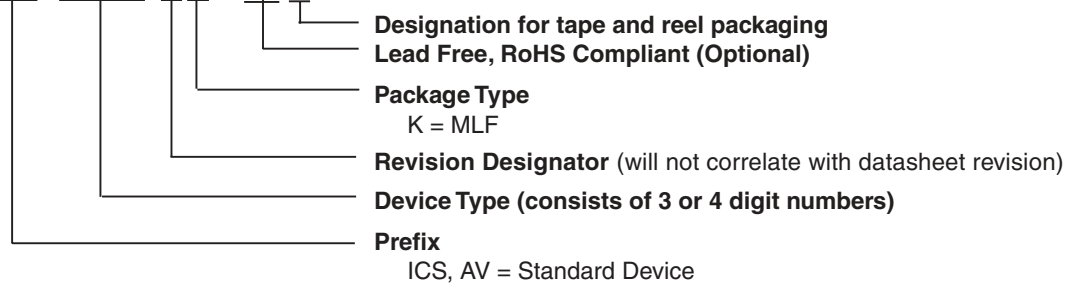 Designation for tape and reel packaging
Lead Free, RoHS Compliant (Optional)
Package Type
K = MLF
Revision Designator (will not correlate with datasheet revision)
Device Type (consists of 3 or 4 digit numbers)
Prefix
ICS, AV = Standard Device